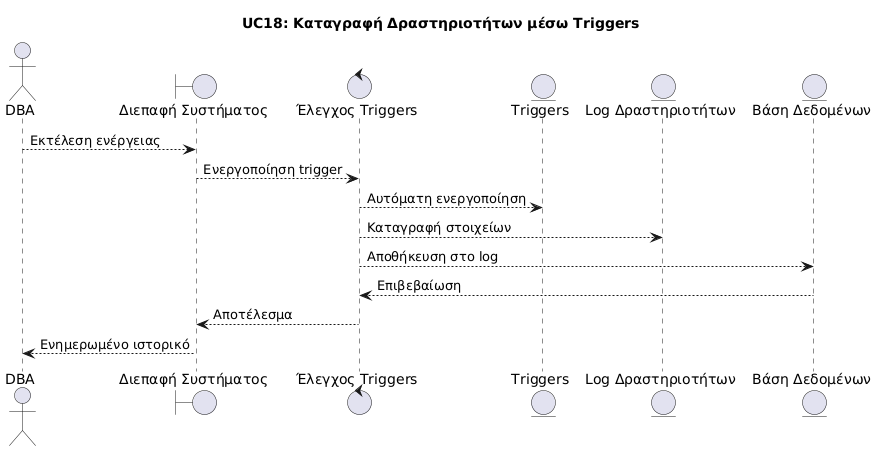 UC18: Καταγραφή Δραστηριοτήτων μέσω Triggers
DBA
Διεπαφή Συστήματος
Έλεγχος Triggers
Triggers
Log Δραστηριοτήτων
Βάση Δεδομένων
Εκτέλεση ενέργειας
Ενεργοποίηση trigger
Αυτόματη ενεργοποίηση
Καταγραφή στοιχείων
Αποθήκευση στο log
Επιβεβαίωση
Αποτέλεσμα
Ενημερωμένο ιστορικό
DBA
Διεπαφή Συστήματος
Έλεγχος Triggers
Triggers
Log Δραστηριοτήτων
Βάση Δεδομένων